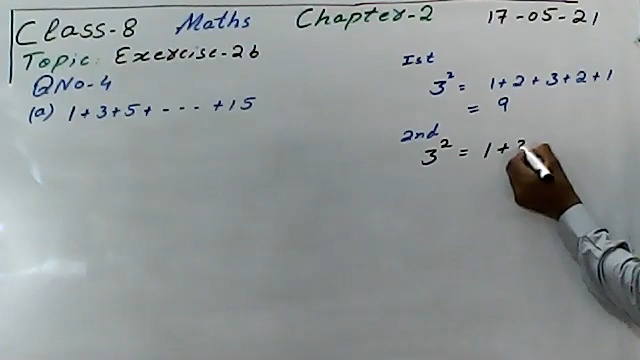 Class-8 Maths Chapter-2 17-05-21
Topic: Exercise-2b
QNo-4
(a) 1+3+5+ - - - +15
Ist
3² = 1+2+3+2+1
= 9
2nd
3² = 1+3